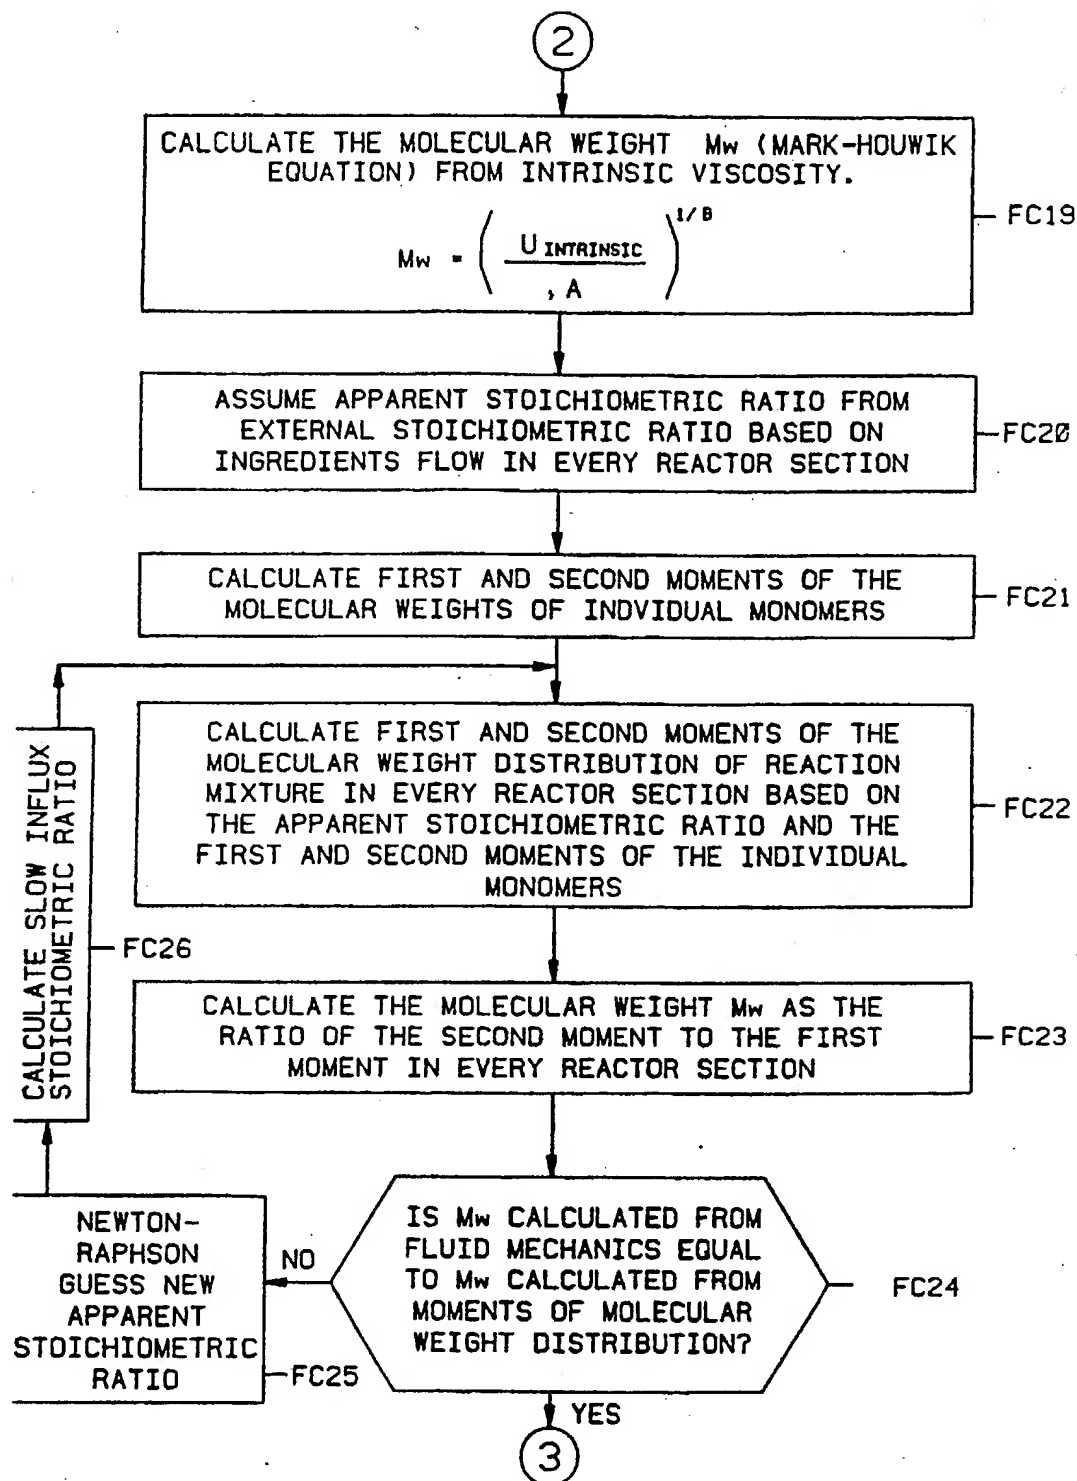 2
CALCULATE THE MOLECULAR WEIGHT Mw (MARK-HOUWIK
EQUATION) FROM INTRINSIC VISCOSITY.
Mw = ( U INTRINSIC / , A ) 1/B
FC19
ASSUME APPARENT STOICHIOMETRIC RATIO FROM
EXTERNAL STOICHIOMETRIC RATIO BASED ON
INGREDIENTS FLOW IN EVERY REACTOR SECTION
FC20
CALCULATE FIRST AND SECOND MOMENTS OF THE
MOLECULAR WEIGHTS OF INDVIDUAL MONOMERS
FC21
CALCULATE FIRST AND SECOND MOMENTS OF THE
MOLECULAR WEIGHT DISTRIBUTION OF REACTION
MIXTURE IN EVERY REACTOR SECTION BASED ON
THE APPARENT STOICHIOMETRIC RATIO AND THE
FIRST AND SECOND MOMENTS OF THE INDIVIDUAL
MONOMERS
FC22
CALCULATE THE MOLECULAR WEIGHT Mw AS THE
RATIO OF THE SECOND MOMENT TO THE FIRST
MOMENT IN EVERY REACTOR SECTION
FC23
IS Mw CALCULATED FROM
FLUID MECHANICS EQUAL
TO Mw CALCULATED FROM
MOMENTS OF MOLECULAR
WEIGHT DISTRIBUTION?
FC24
NO
NEWTON-
RAPHSON
GUESS NEW
APPARENT
STOICHIOMETRIC
RATIO
FC25
CALCULATE SLOW INFLUX
STOICHIOMETRIC RATIO
FC26
YES
3